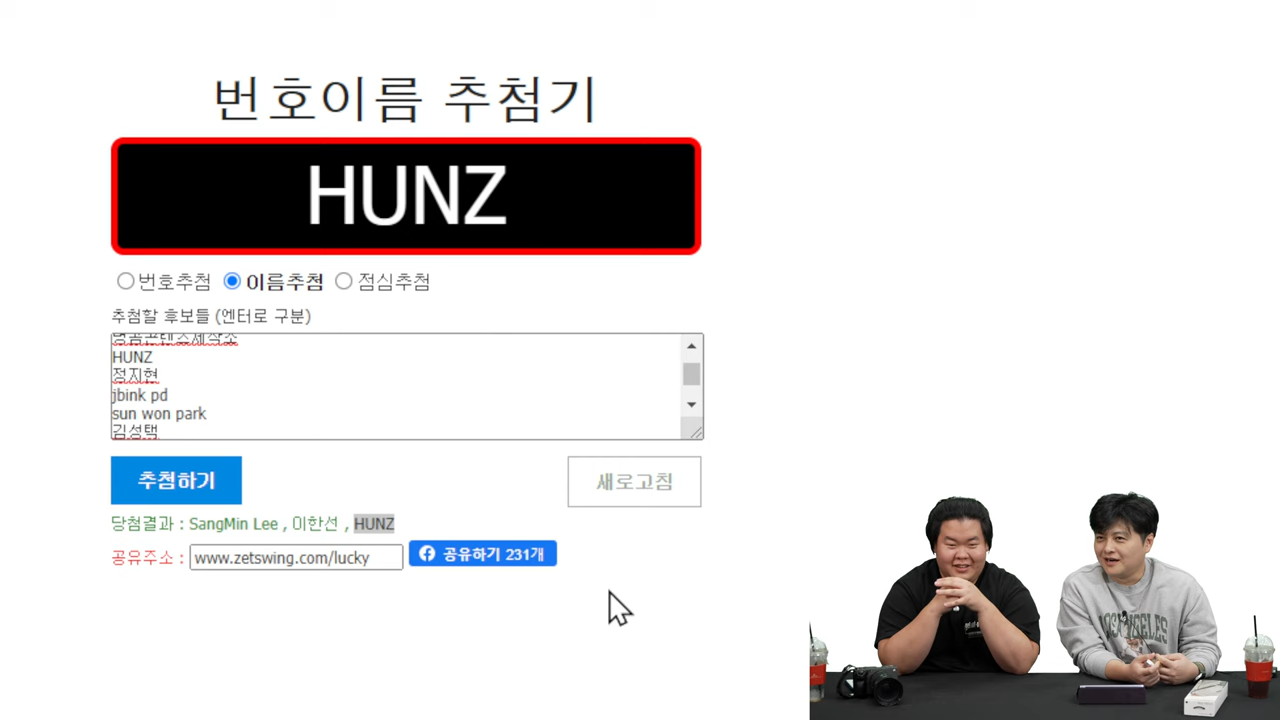 번호이름 추첨기
HUNZ
번호추첨 이름추첨 점심추첨
추첨할 후보들 (엔터로 구분)
HUNZ
정지현
jbink pd
sun won park
김성택
추첨하기 새로고침
당첨결과 : SangMin Lee , 이한선 , HUNZ
공유주소 : www.zetswing.com/lucky 공유하기 231개